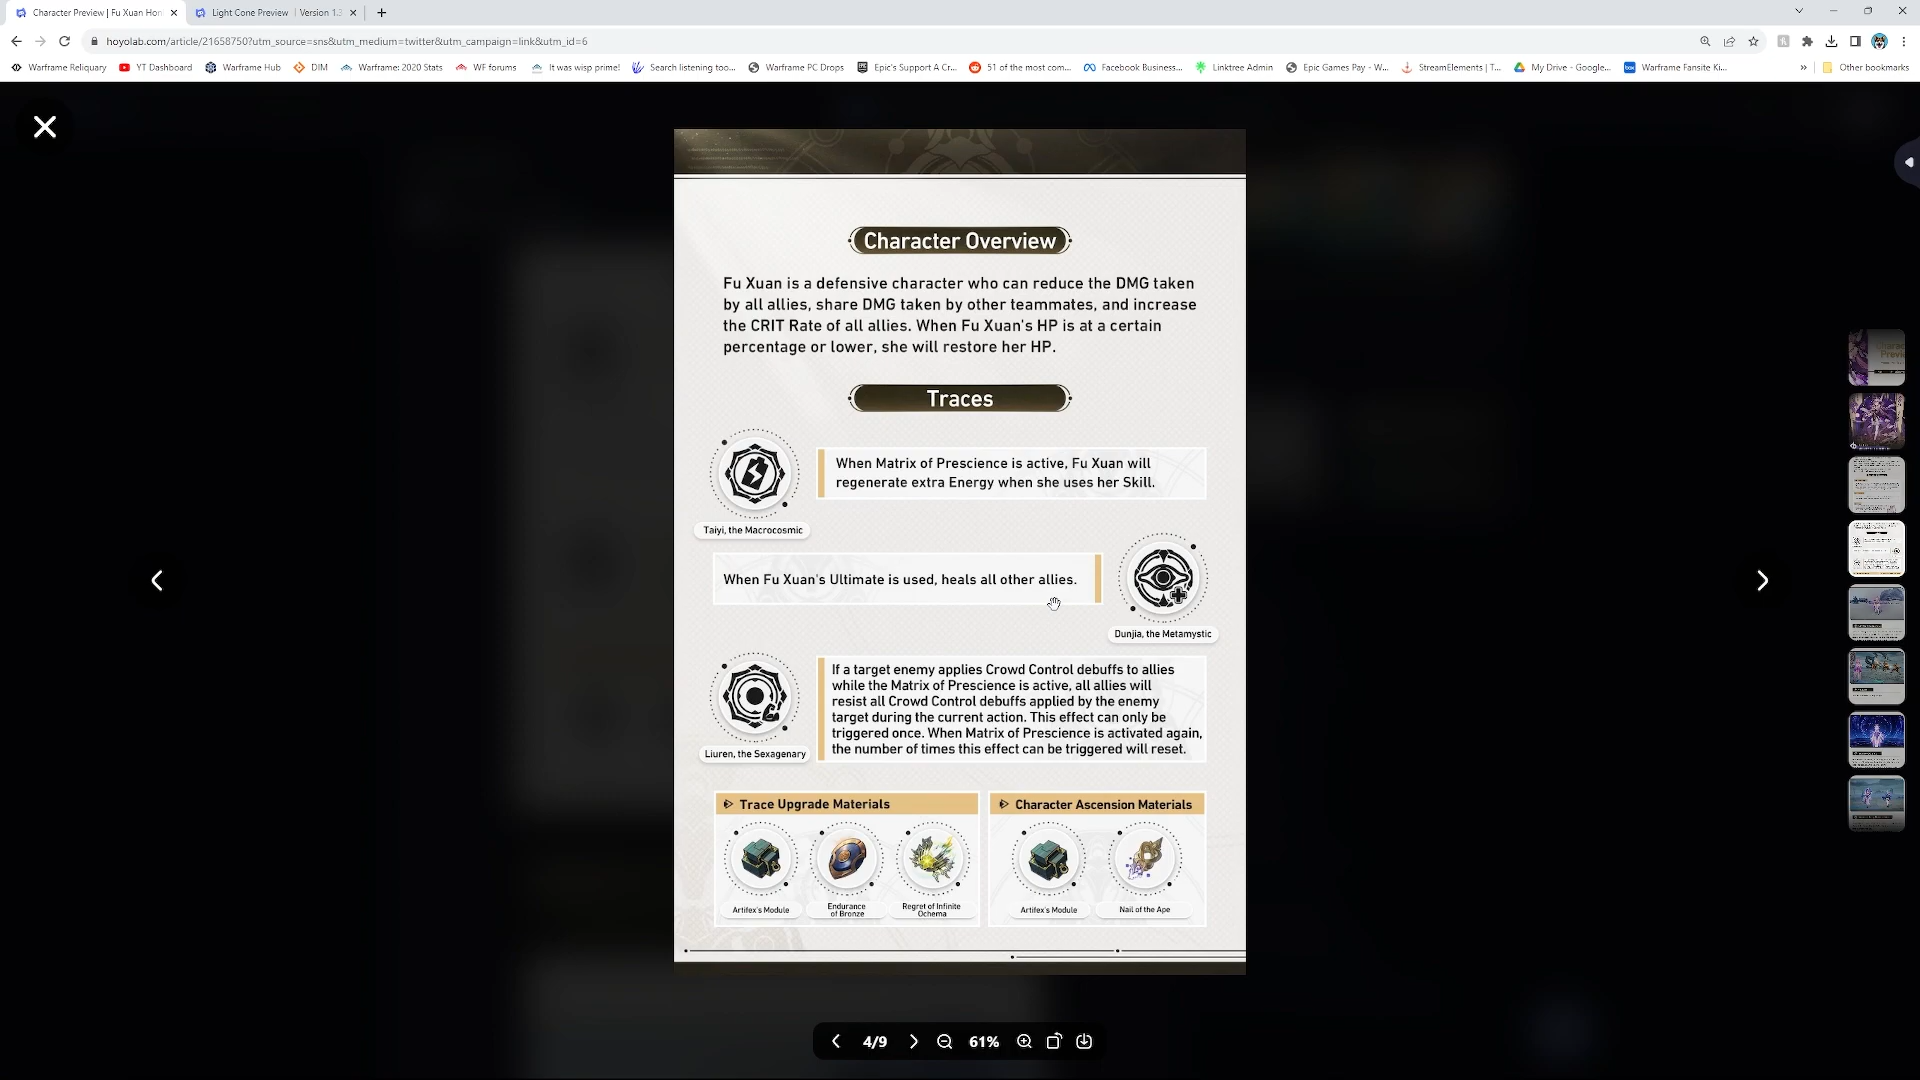 Character Preview | Fu Xuan Hon
Light Cone Preview | Version 1.3
hoyolab.com/article/21658750?utm_source=sns&utm_medium=twitter&utm_campaign=link&utm_id=6
Warframe Reliquary
YT Dashboard
Warframe Hub
DIM
Warframe: 2020 Stats
WF forums
It was wisp prime!
Search listening too...
Warframe PC Drops
Epic's Support A Cr...
51 of the most com...
Facebook Business...
Linktree Admin
Epic Games Pay - W...
StreamElements | T...
My Drive - Google...
Warframe Fansite Ki...
Other bookmarks
Character Overview
Fu Xuan is a defensive character who can reduce the DMG taken
by all allies, share DMG taken by other teammates, and increase
the CRIT Rate of all allies. When Fu Xuan's HP is at a certain
percentage or lower, she will restore her HP.
Traces
When Matrix of Prescience is active, Fu Xuan will
regenerate extra Energy when she uses her Skill.
Taiyi, the Macrocosmic
When Fu Xuan's Ultimate is used, heals all other allies.
Dunjia, the Metamystic
If a target enemy applies Crowd Control debuffs to allies
while the Matrix of Prescience is active, all allies will
resist all Crowd Control debuffs applied by the enemy
target during the current action. This effect can only be
triggered once. When Matrix of Prescience is activated again,
the number of times this effect can be triggered will reset.
Liuren, the Sexagenary
Trace Upgrade Materials
Character Ascension Materials
Artifex's Module
Endurance
of Bronze
Regret of Infinite
Ochema
Artifex's Module
Nail of the Ape
4/9
61%